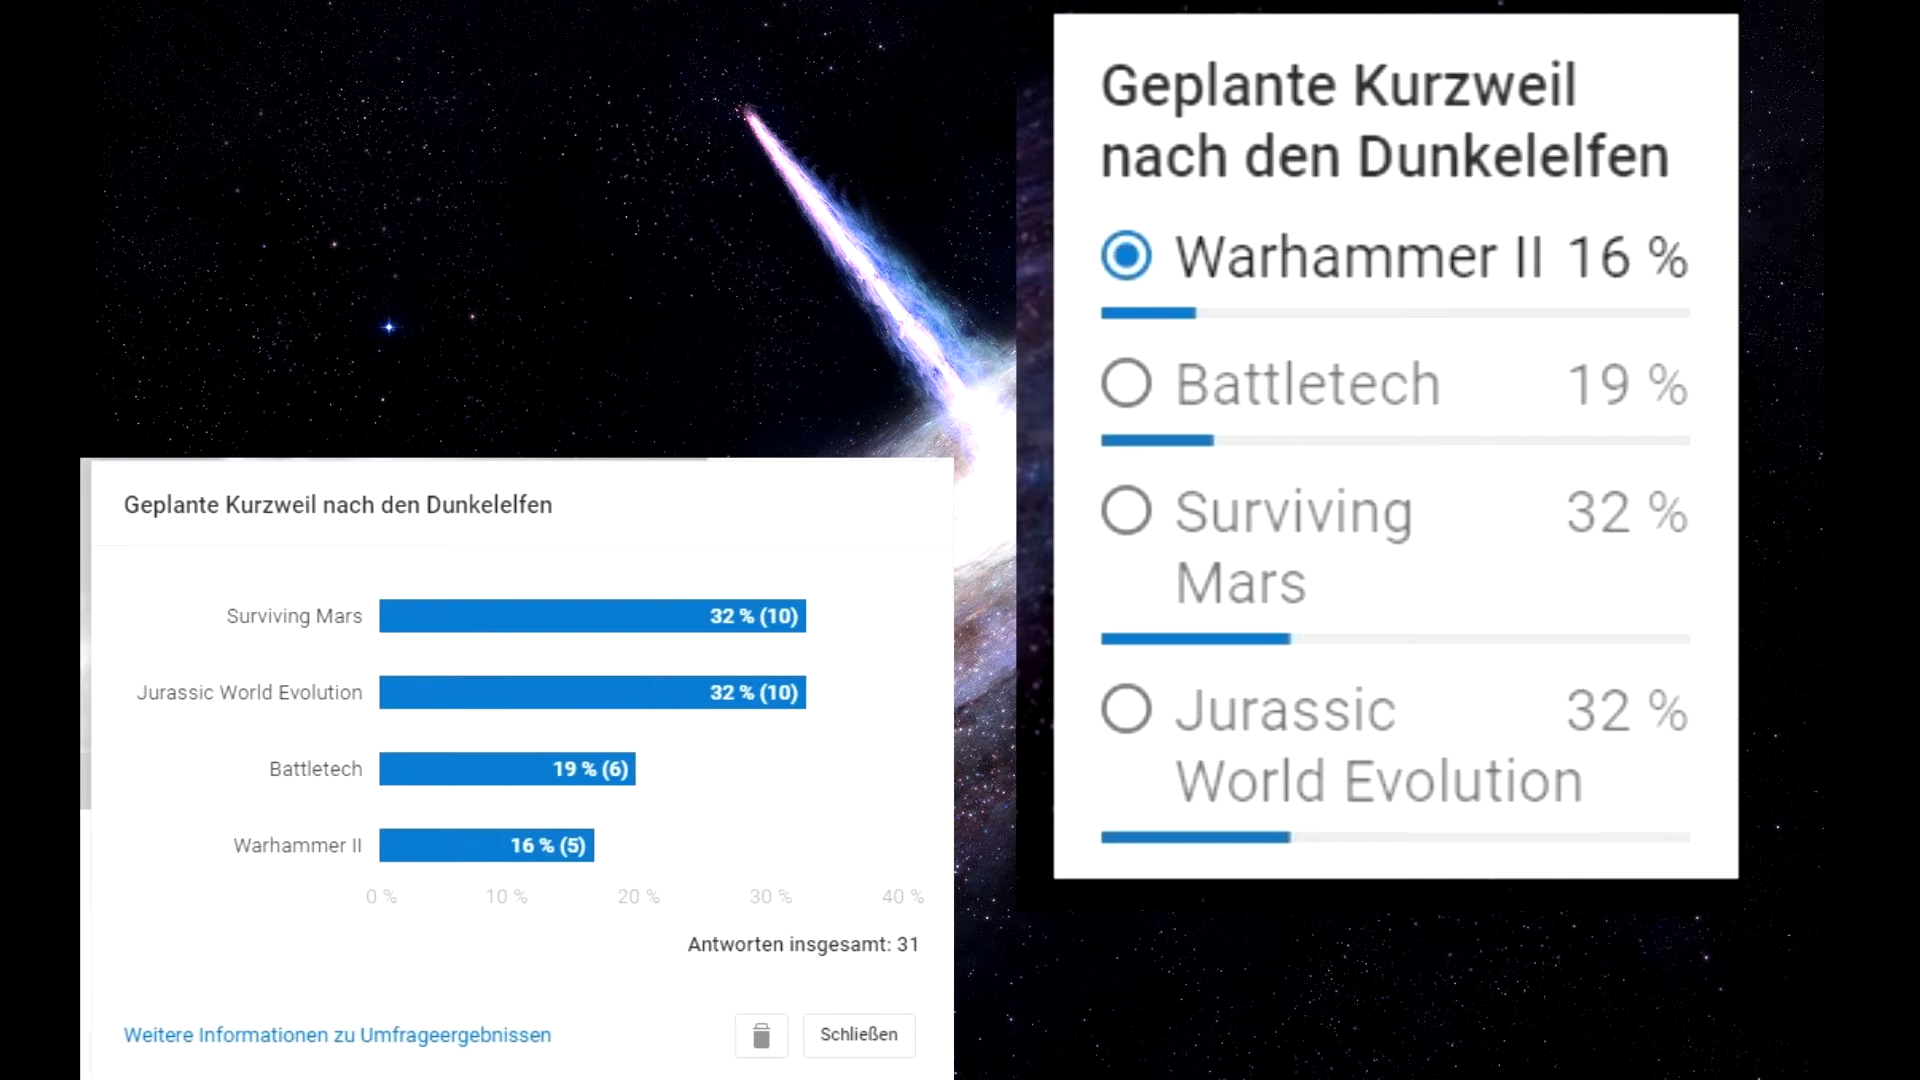 Geplante Kurzweil nach den Dunkelelfen
Surviving Mars 32 % (10)
Jurassic World Evolution 32 % (10)
Battletech 19 % (6)
Warhammer II 16 % (5)
0 % 10 % 20 % 30 % 40 %
Antworten insgesamt: 31
Weitere Informationen zu Umfrageergebnissen
Schließen
Geplante Kurzweil
nach den Dunkelelfen
Warhammer II 16 %
Battletech 19 %
Surviving 32 %
Mars
Jurassic 32 %
World Evolution